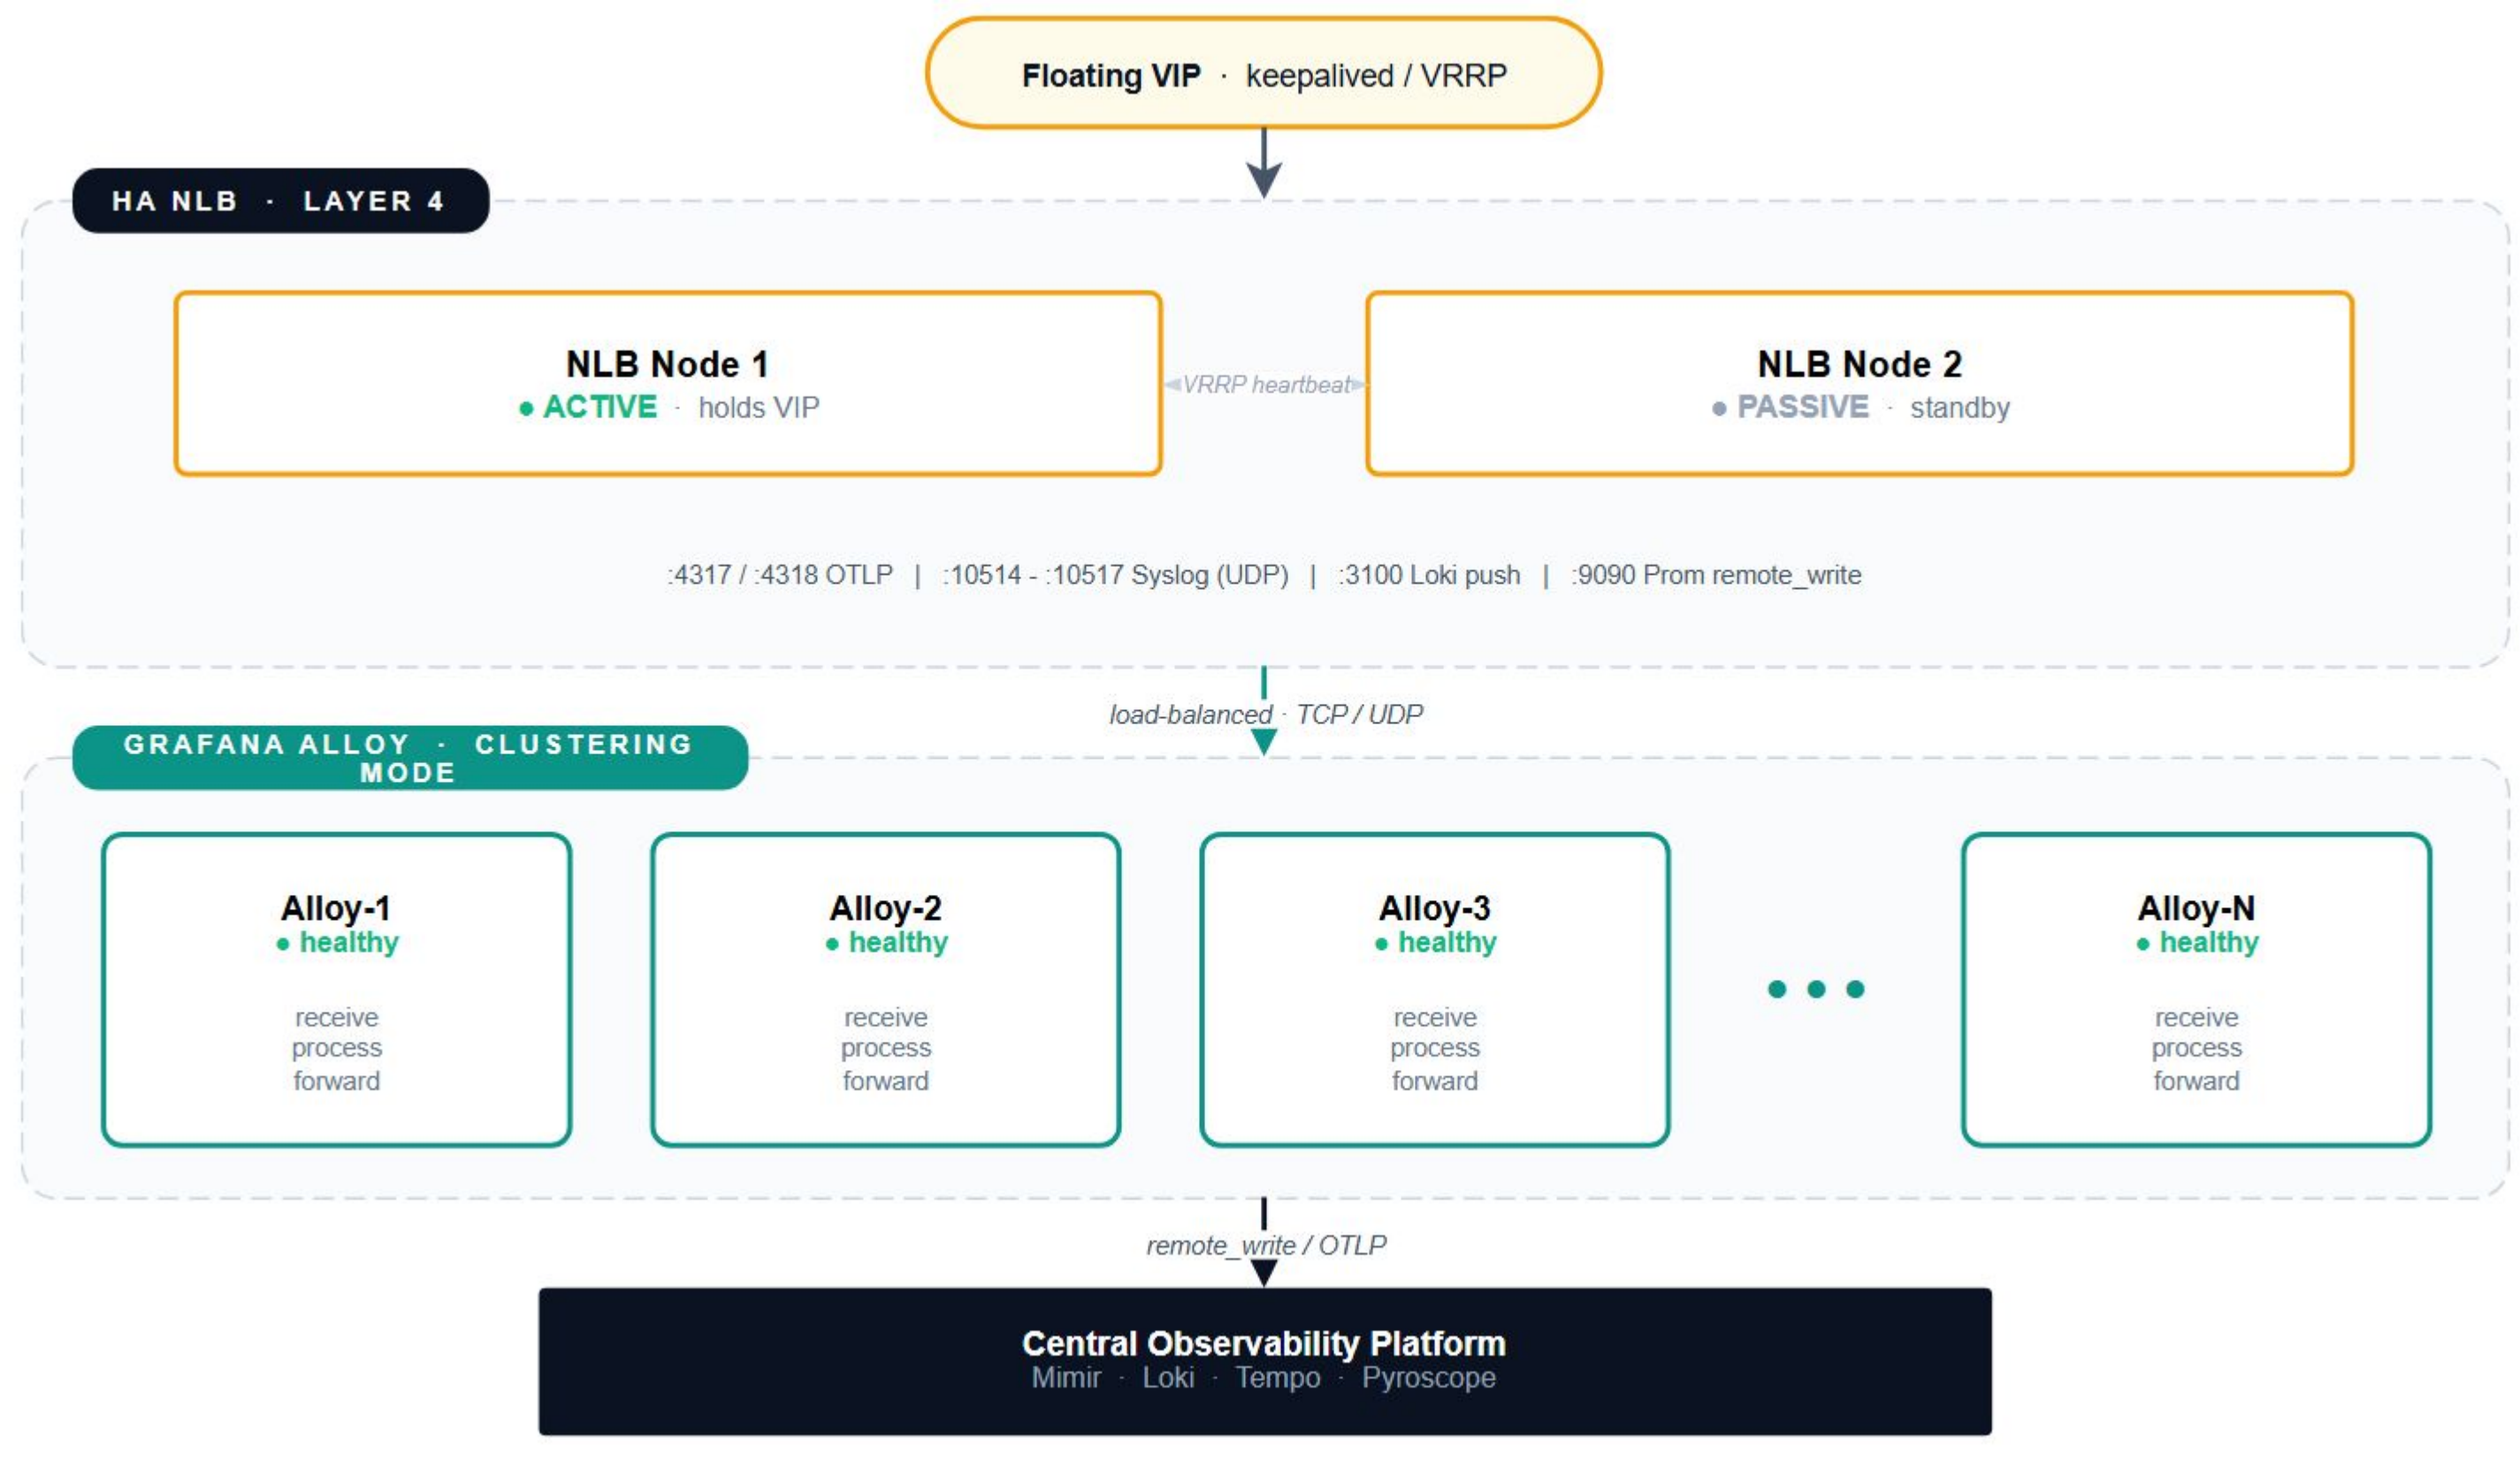 Floating VIP · keepalived / VRRP
HA NLB · LAYER 4
NLB Node 1
● ACTIVE · holds VIP
VRRP heartbeat
NLB Node 2
● PASSIVE · standby
:4317 / :4318 OTLP | :10514 - :10517 Syslog (UDP) | :3100 Loki push | :9090 Prom remote_write
load-balanced · TCP / UDP
GRAFANA ALLOY · CLUSTERING
MODE
Alloy-1
● healthy
receive
process
forward
Alloy-2
● healthy
receive
process
forward
Alloy-3
● healthy
receive
process
forward
● ● ●
Alloy-N
● healthy
receive
process
forward
remote_write / OTLP
Central Observability Platform
Mimir · Loki · Tempo · Pyroscope